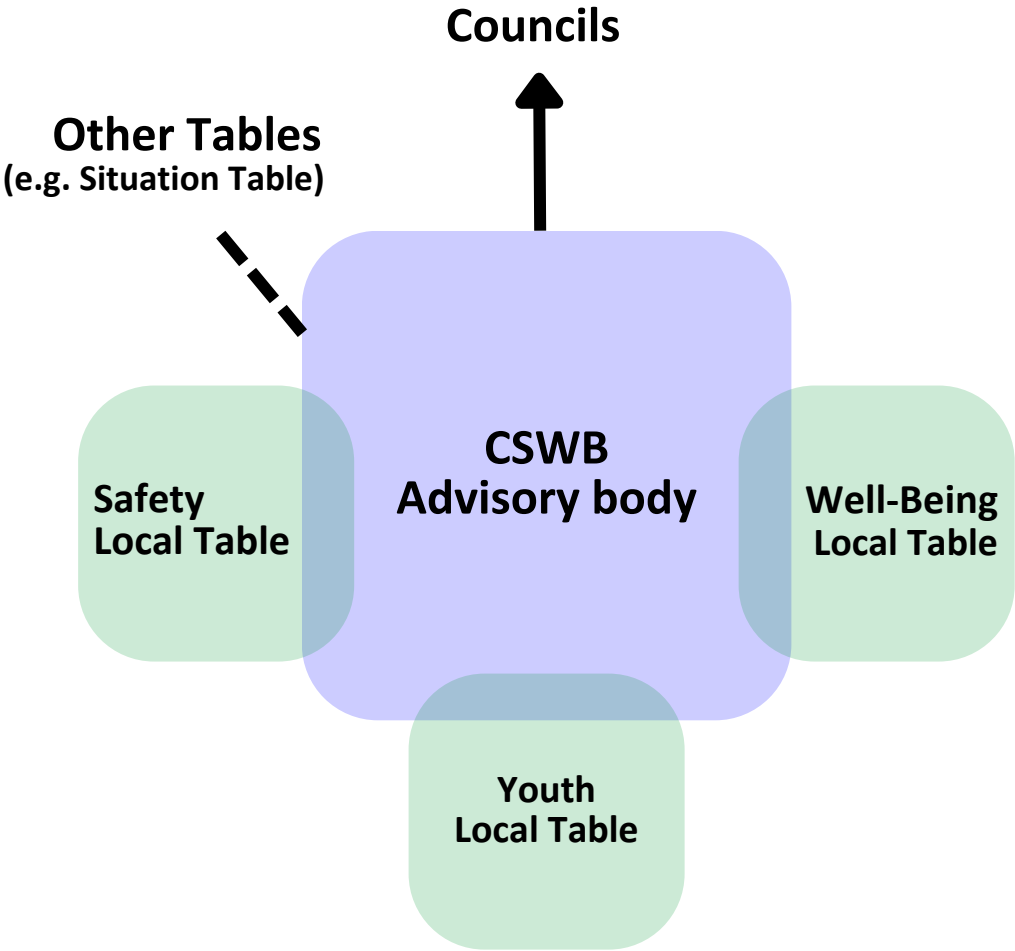 Councils
Other Tables
(e.g. Situation Table)
CSWB
Advisory body
Safety
Local Table
Well-Being
Local Table
Youth
Local Table